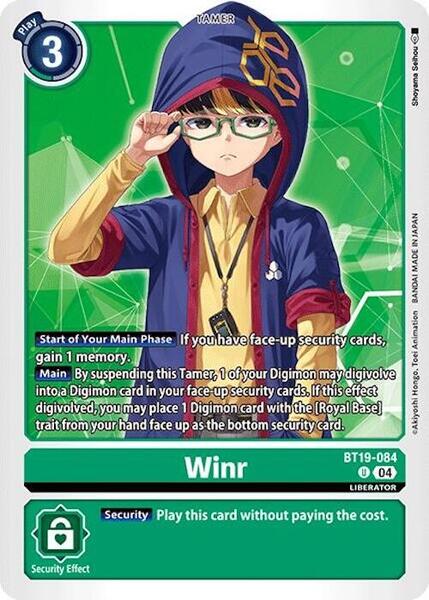 TAMER
Play
3
Shoyama Seihou
Start of Your Main Phase If you have face-up security cards,
gain 1 memory.
Main By suspending this Tamer, 1 of your Digimon may digivolve
into a Digimon card in your face-up security cards. If this effect
digivolved, you may place 1 Digimon card with the [Royal Base]
trait from your hand face up as the bottom security card.
©Akiyoshi Hongo, Toei Animation BANDAI MADE IN JAPAN
Winr
BT19-084
U 04
LIBERATOR
Security Play this card without paying the cost.
Security Effect